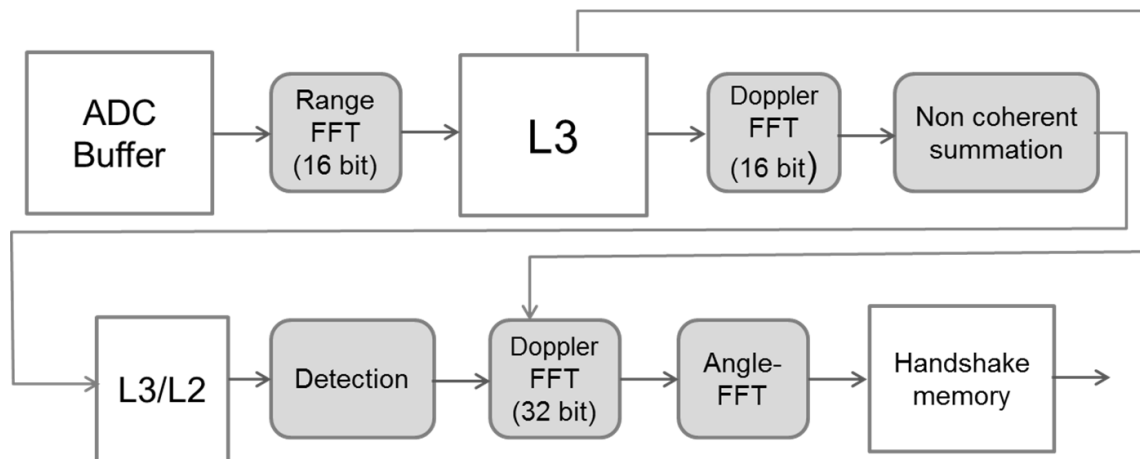 ADC
Buffer
Range
FFT
(16 bit)
L3
Doppler
FFT
(16 bit)
Non coherent
summation
L3/L2
Detection
Doppler
FFT
(32 bit)
Angle-
FFT
Handshake
memory